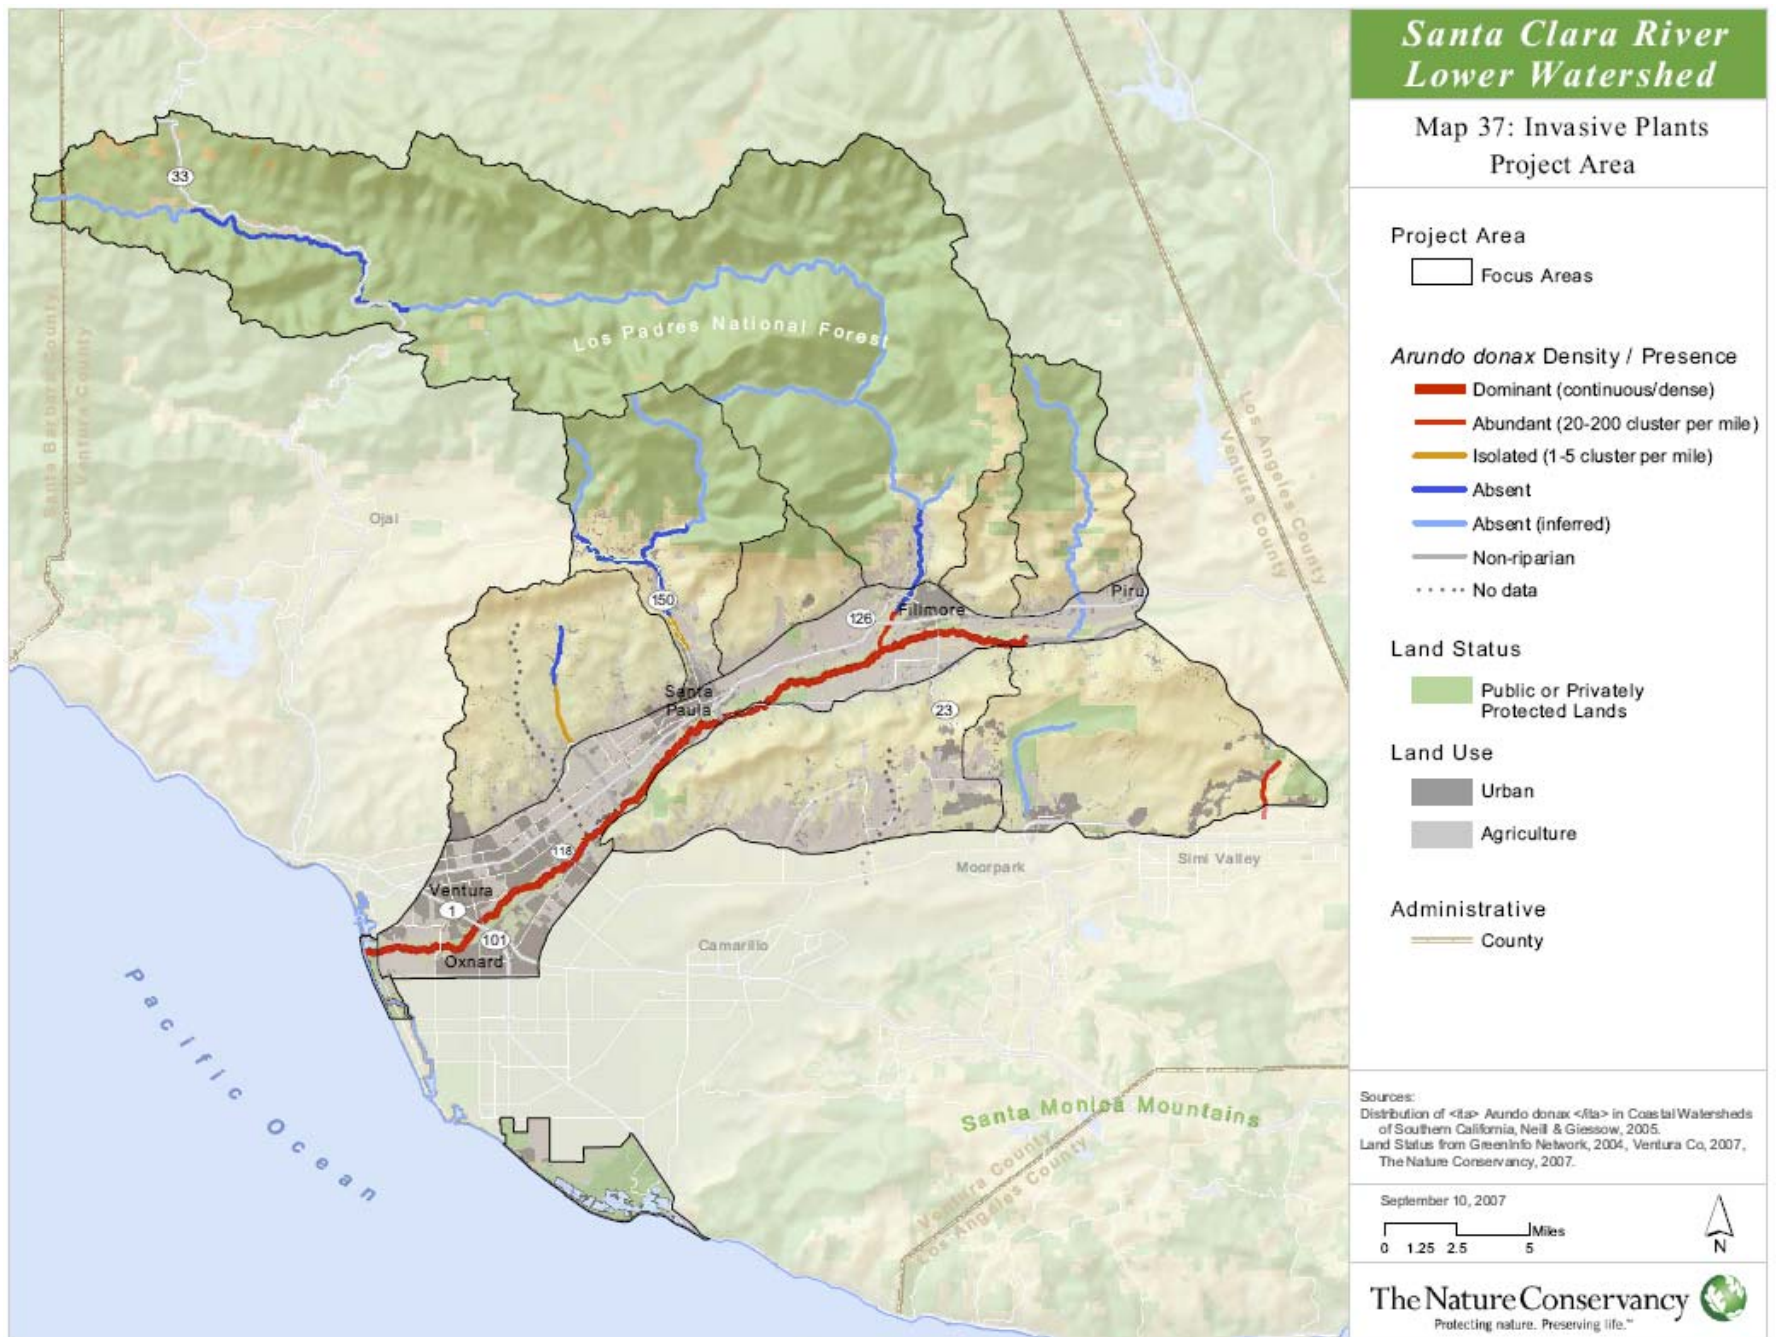 Santa Clara River
Lower Watershed
Map 37: Invasive Plants
Project Area
Project Area
Focus Areas
Arundo donax Density / Presence
Dominant (continuous/dense)
Abundant (20-200 cluster per mile)
Isolated (1-5 cluster per mile)
Absent
Absent (inferred)
Non-riparian
No data
Land Status
Public or Privately
Protected Lands
Land Use
Urban
Agriculture
Administrative
County
Sources:
Distribution of <ita> Arundo donax </ita> in Coastal Watersheds
of Southern California, Neill & Giessow, 2005.
Land Status from GreenInfo Network, 2004, Ventura Co, 2007,
The Nature Conservancy, 2007.
September 10, 2007
Miles
0 1.25 2.5 5
N
The Nature Conservancy
Protecting nature. Preserving life.™
33
Los Padres National Forest
Santa Barbara County
Ventura County
Los Angeles County
Ventura County
Ojai
150
126
Fillmore
Piru
Santa
Paula
23
118
Ventura
1
101
Oxnard
Moorpark
Simi Valley
Camarillo
Santa Monica Mountains
Ventura County
Los Angeles County
Pacific Ocean